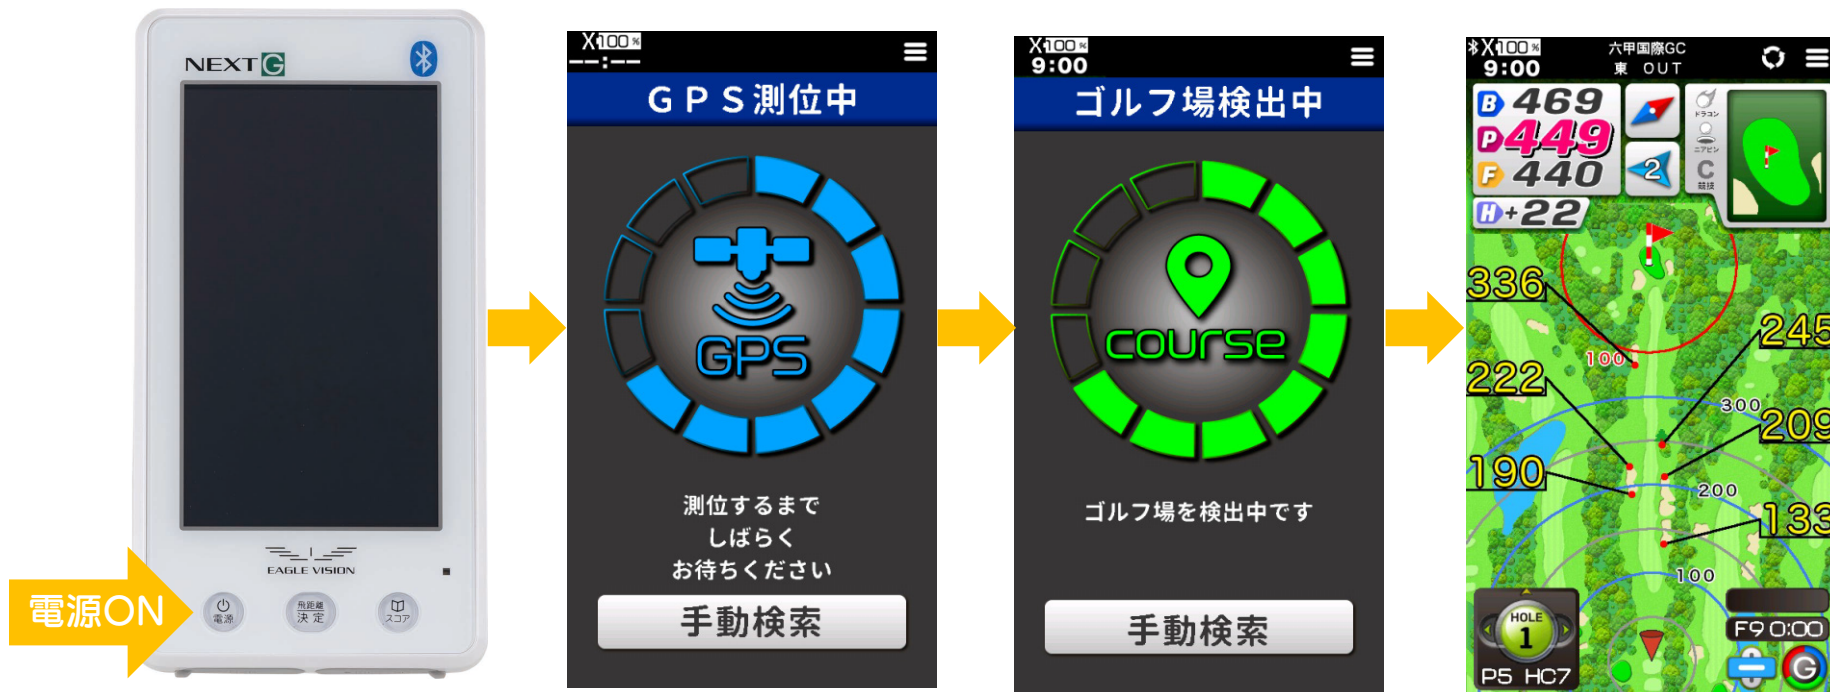 NEXT G
EAGLE VISION
電源
飛距離
決定
スコア
電源ON
100%
--:--
GPS測位中
GPS
測位するまで
しばらく
お待ちください
手動検索
100%
9:00
ゴルフ場検出中
course
ゴルフ場を検出中です
手動検索
100%
9:00
六甲国際GC
東 OUT
B 469
P 449
F 440
H +22
2
ドラコン
ニアピン
C
競技
336
245
100
222
300
209
190
200
133
100
HOLE
1
P5 HC7
F9 0:00
G